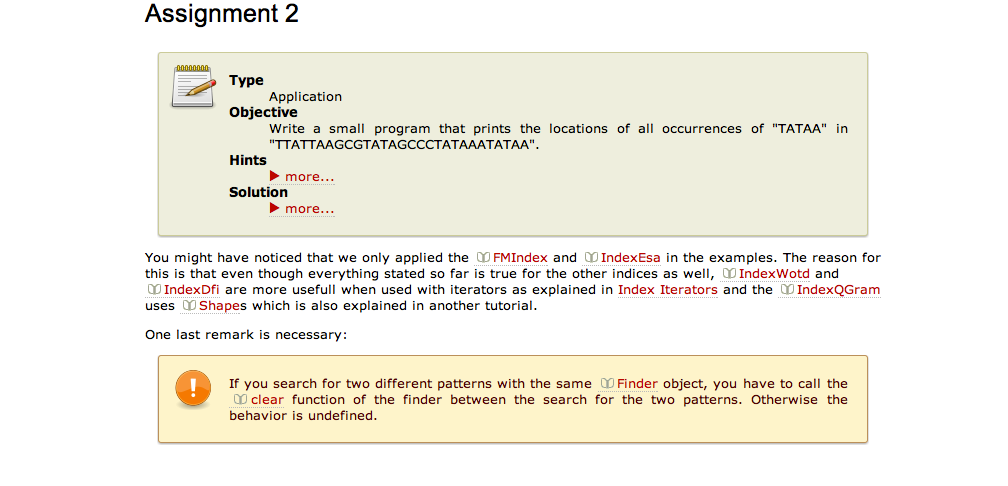 Assignment 2
Type
Application
Objective
Write a small program that prints the locations of all occurrences of "TATAA" in
"TTATTAAGCGTATAGCCCTATAAATATAA".
Hints
▶ more...
Solution
▶ more...
You might have noticed that we only applied the FMIndex and IndexEsa in the examples. The reason for
this is that even though everything stated so far is true for the other indices as well, IndexWotd and
IndexDfi are more usefull when used with iterators as explained in Index Iterators and the IndexQGram
uses Shapes which is also explained in another tutorial.
One last remark is necessary:
If you search for two different patterns with the same Finder object, you have to call the
clear function of the finder between the search for the two patterns. Otherwise the
behavior is undefined.